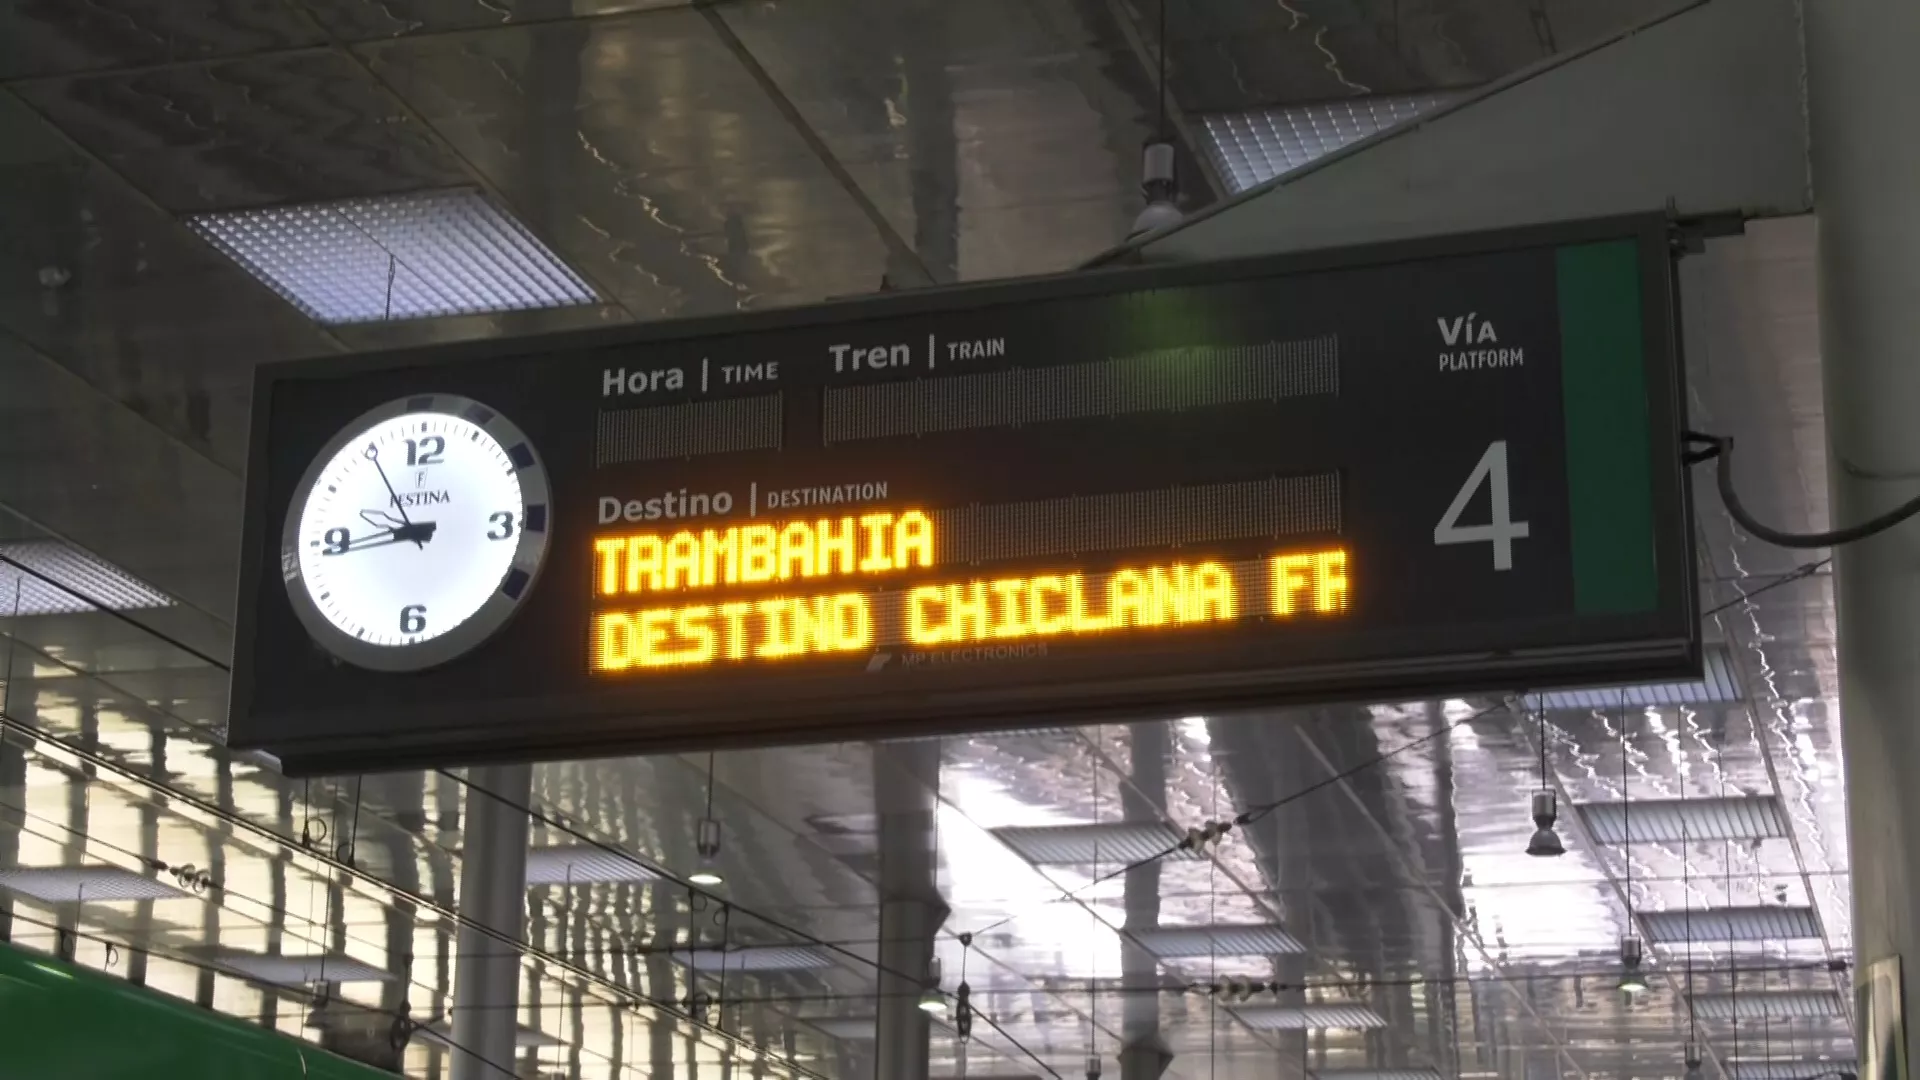 Hora | TIME
Tren | TRAIN
Vía
PLATFORM
4
12
3
6
9
F
FESTINA
Destino | DESTINATION
TRAMBAHIA
DESTINO CHICLANA FR
MP ELECTRONICS